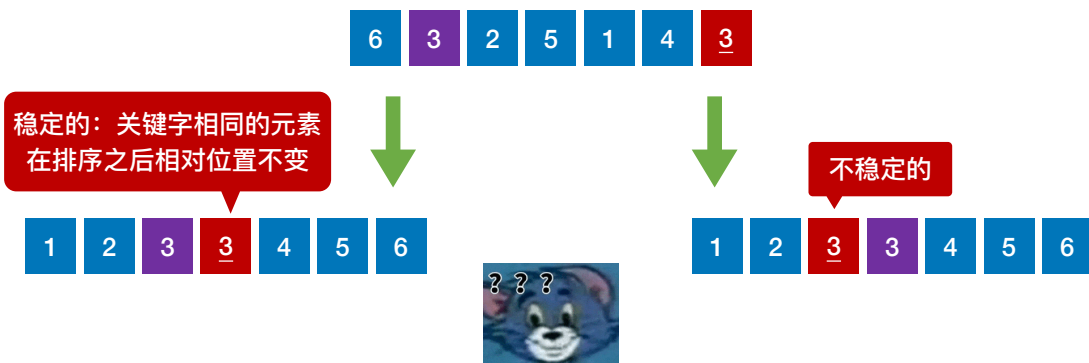 6 3 2 5 1 4 3
稳定的：关键字相同的元素
在排序之后相对位置不变
不稳定的
1 2 3 3 4 5 6
1 2 3 3 4 5 6
? ? ?